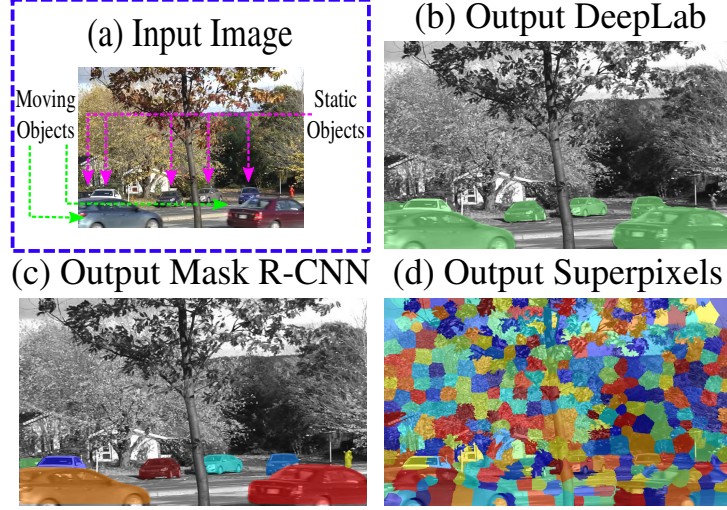 (a) Input Image
Moving
Objects
Static
Objects
(b) Output DeepLab
(c) Output Mask R-CNN
(d) Output Superpixels